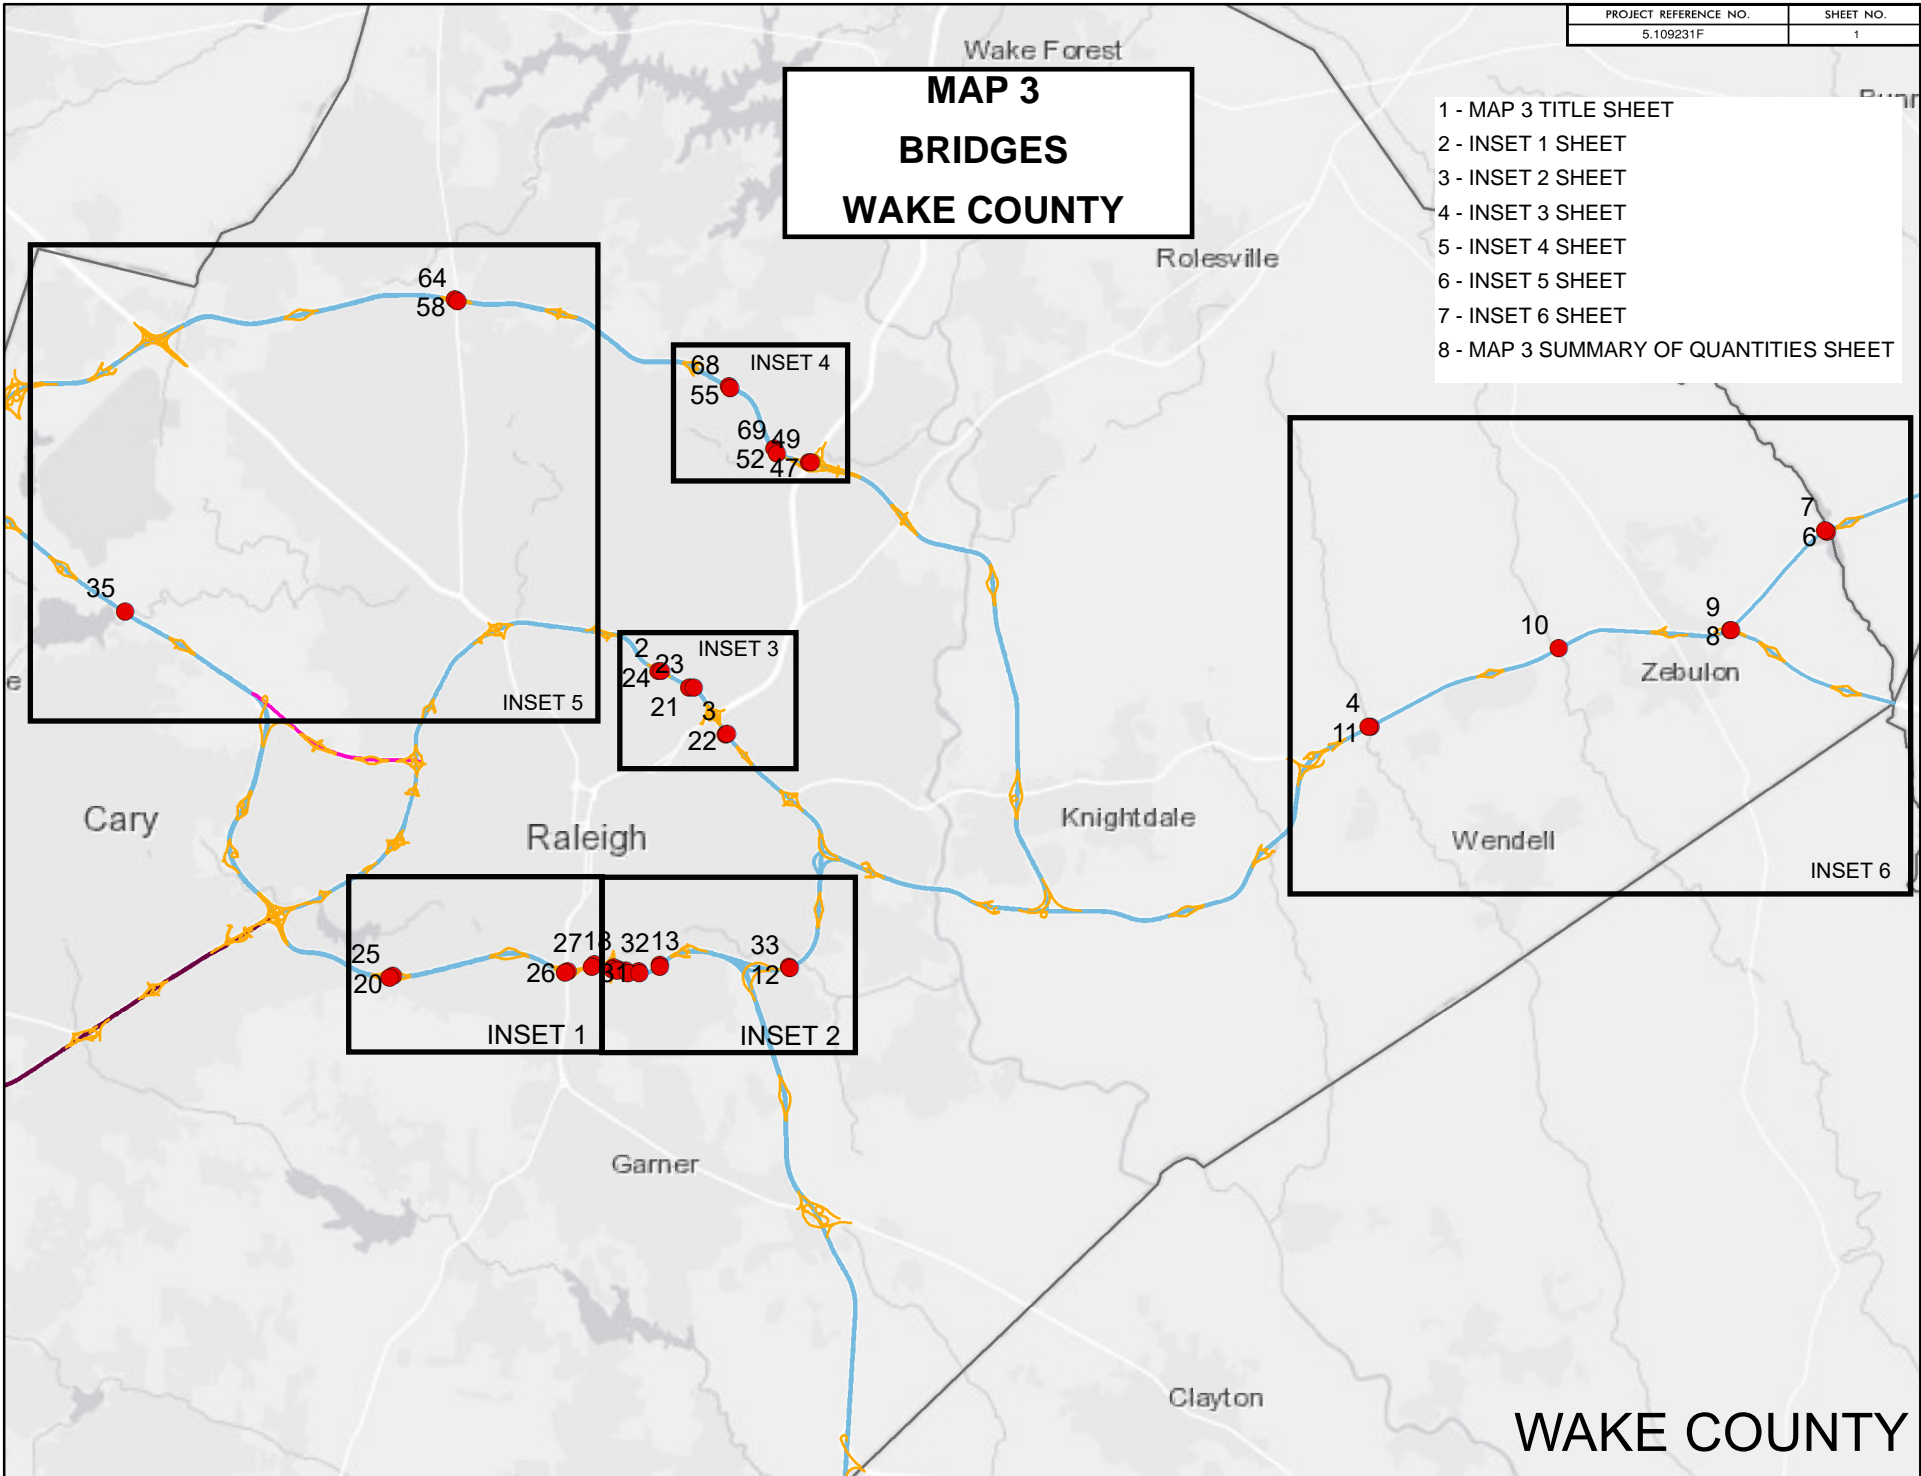 PROJECT REFERENCE NO. SHEET NO.
5.109231F 1
Wake Forest
MAP 3
BRIDGES
WAKE COUNTY
1 - MAP 3 TITLE SHEET
2 - INSET 1 SHEET
3 - INSET 2 SHEET
4 - INSET 3 SHEET
5 - INSET 4 SHEET
6 - INSET 5 SHEET
7 - INSET 6 SHEET
8 - MAP 3 SUMMARY OF QUANTITIES SHEET
Rolesville
64
58
68
55
INSET 4
69
49
52
47
7
6
35
9
8
10
Zebulon
2
23
INSET 3
24
21
3
22
INSET 5
4
11
Cary
Raleigh
Knightdale
Wendell
INSET 6
25
20
27
18
32
13
33
26
31
12
INSET 1
INSET 2
Garner
Clayton
WAKE COUNTY